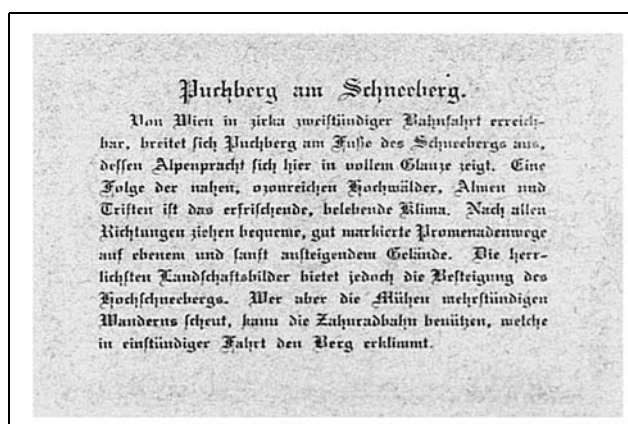 Puchberg am Schneeberg.
Von Wien in zirka zweistündiger Bahnfahrt erreich-
bar, breitet sich Puchberg am Fuße des Schneebergs aus,
dessen Alpenpracht sich hier in vollem Glanze zeigt. Eine
Folge der nahen, ozonreichen Hochwälder, Almen und
Triften ist das erfrischende, belebende Klima. Nach allen
Richtungen ziehen bequeme, gut markierte Promenadenwege
auf ebenem und sanft ansteigendem Gelände. Die herr-
lichsten Landschaftsbilder bietet jedoch die Besteigung des
Hochschneebergs. Wer aber die Mühen mehrstündigen
Wanderns scheut, kann die Zahnradbahn benützen, welche
in einstündiger Fahrt den Berg erklimmt.